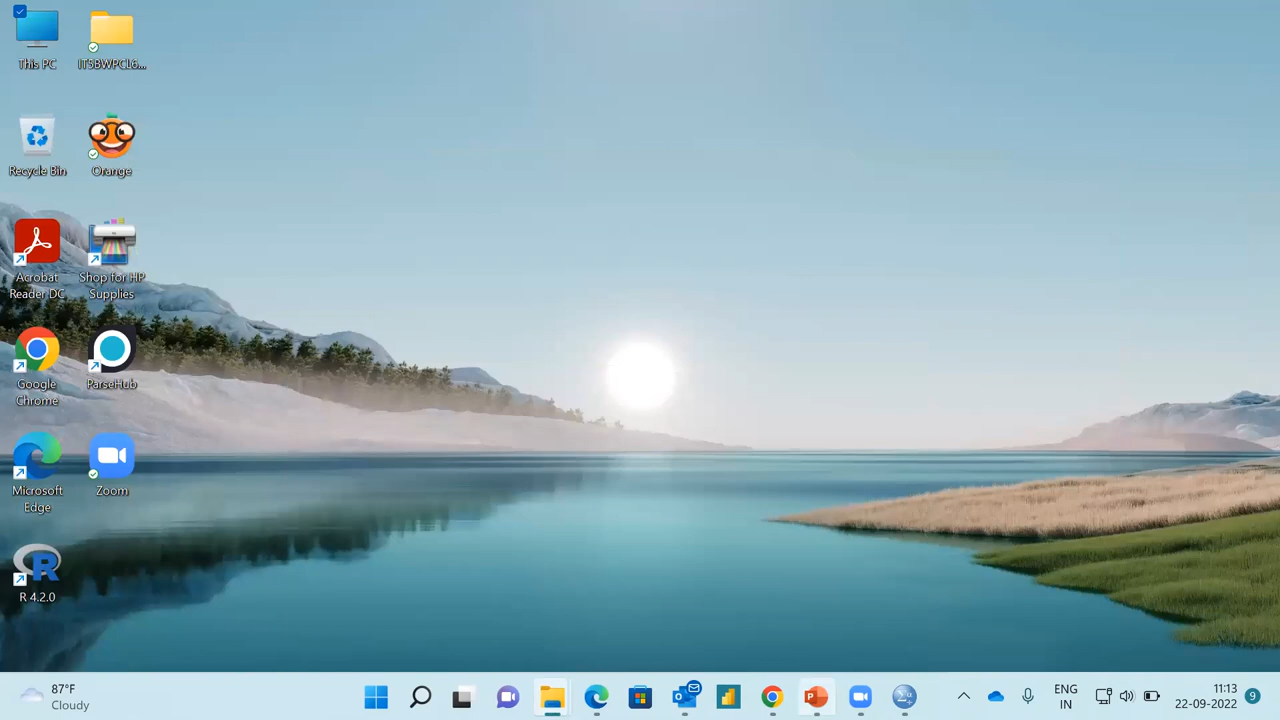 This PC
IT5BWPCL6...
Recycle Bin
Orange
Acrobat
Reader DC
Shop for HP
Supplies
Google
Chrome
ParseHub
Microsoft
Edge
Zoom
R 4.2.0
87°F
Cloudy
ENG
IN
11:13
22-09-2022
9